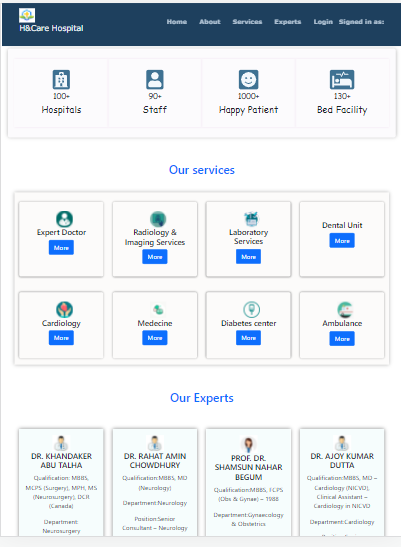 Home About Services Experts Login Signed in as:
H&Care Hospital
100+ 90+ 1000+ 130+
Hospitals Staff Happy Patient Bed Facility
Our services
Expert Doctor
More
Radiology &
Imaging Services
More
Laboratory
Services
More
Dental Unit
More
Cardiology
More
Medecine
More
Diabetes center
More
Ambulance
More
Our Experts
DR. KHANDAKER
ABU TALHA
Qualification: MBBS,
MCPS (Surgery), MPH, MS
(Neurosurgery), DCR
(Canada)
Department:
Neurosurgery
DR. RAHAT AMIN
CHOWDHURY
Qualification:MBBS, MD
(Neurology)
Department:Neurology
Position:Senior
Consultant – Neurology
PROF. DR.
SHAMSUN NAHAR
BEGUM
Qualification:MBBS, FCPS
(Obs & Gynae) – 1988
Department:Gynaecology
& Obstetrics
DR. AJOY KUMAR
DUTTA
Qualification:MBBS, MD –
Cardiology (NICVD),
Clinical Assistant –
Cardiology in NICVD
Department:Cardiology